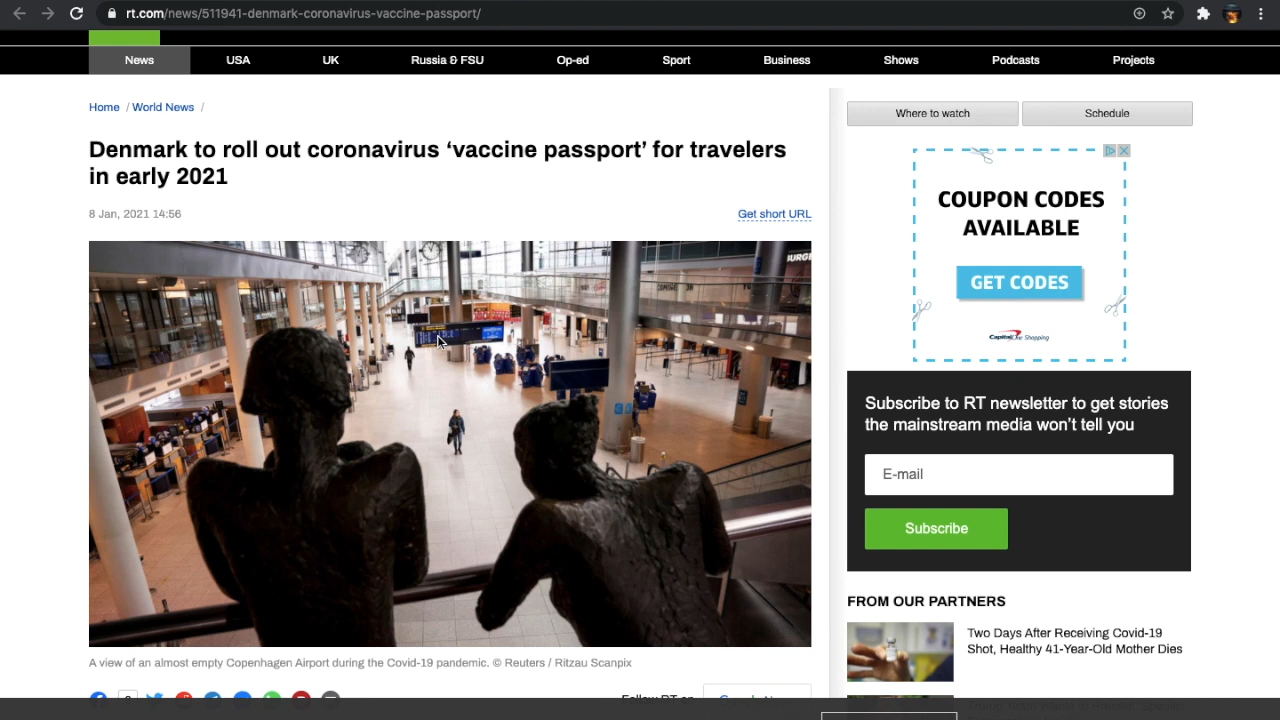 rt.com/news/511941-denmark-coronavirus-vaccine-passport/
News USA UK Russia & FSU Op-ed Sport Business Shows Podcasts Projects
Home / World News /
Denmark to roll out coronavirus ‘vaccine passport’ for travelers
in early 2021
8 Jan, 2021 14:56
Get short URL
A view of an almost empty Copenhagen Airport during the Covid-19 pandemic. © Reuters / Ritzau Scanpix
Where to watch
Schedule
COUPON CODES
AVAILABLE
GET CODES
Capital One Shopping
Subscribe to RT newsletter to get stories
the mainstream media won’t tell you
E-mail
Subscribe
FROM OUR PARTNERS
Two Days After Receiving Covid-19
Shot, Healthy 41-Year-Old Mother Dies